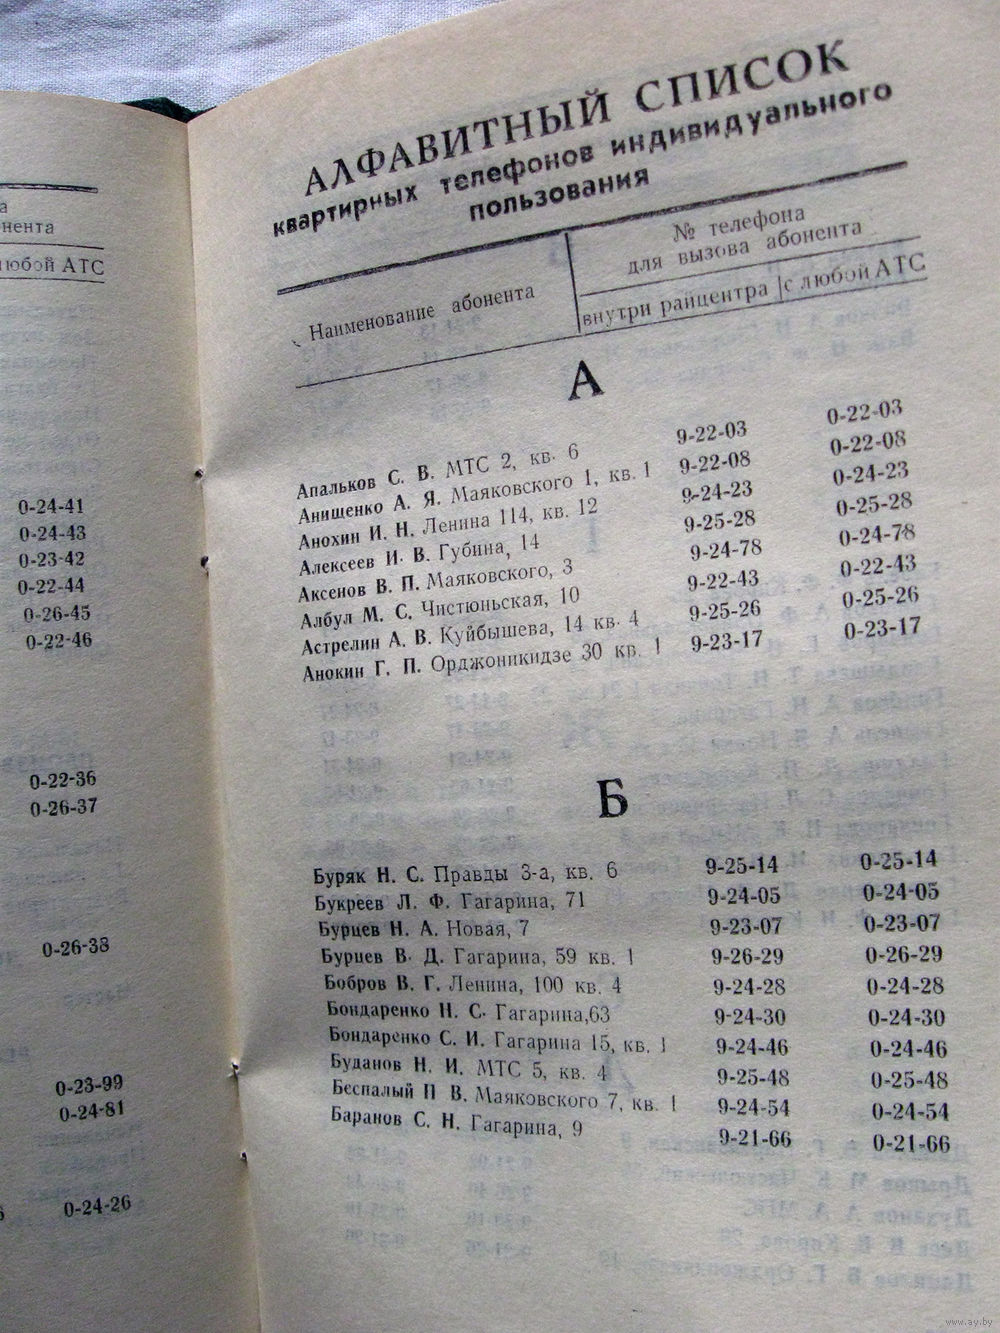 а
нента
любой АТС
0-24-41
0-24-43
0-23-42
0-22-44
0-26-45
0-22-46
0-22-36
0-26-37
0-26-38
0-23-99
0-24-81
6 0-24-26
АЛФАВИТНЫЙ СПИСОК
квартирных телефонов индивидуального
пользования
Наименование абонента
№ телефона
для вызова абонента
внутри райцентра с любой АТС
А
Апальков С. В. МТС 2, кв. 6 9-22-03 0-22-03
Анищенко А. Я. Маяковского 1, кв. 1 9-22-08 0-22-08
Анохин И. Н. Ленина 114, кв. 12 9-24-23 0-24-23
Алексеев И. В. Губина, 14 9-25-28 0-25-28
Аксенов В. П. Маяковского, 3 9-24-78 0-24-78
Албул М. С. Чистюньская, 10 9-22-43 0-22-43
Астрелин А. В. Куйбышева, 14 кв. 4 9-25-26 0-25-26
Анокин Г. П. Орджоникидзе 30 кв. 1 9-23-17 0-23-17
Б
Буряк Н. С. Правды 3-а, кв. 6 9-25-14 0-25-14
Букреев Л. Ф. Гагарина, 71 9-24-05 0-24-05
Бурцев Н. А. Новая, 7 9-23-07 0-23-07
Бурцев В. Д. Гагарина, 59 кв. 1 9-26-29 0-26-29
Бобров В. Г. Ленина, 100 кв. 4 9-24-28 0-24-28
Бондаренко Н. С. Гагарина,63 9-24-30 0-24-30
Бондаренко С. И. Гагарина 15, кв. 1 9-24-46 0-24-46
Буданов Н. И. МТС 5, кв. 4 9-25-48 0-25-48
Беспалый П В. Маяковского 7, кв. 1 9-24-54 0-24-54
Баранов С. Н. Гагарина, 9 9-21-66 0-21-66
www.ay.by